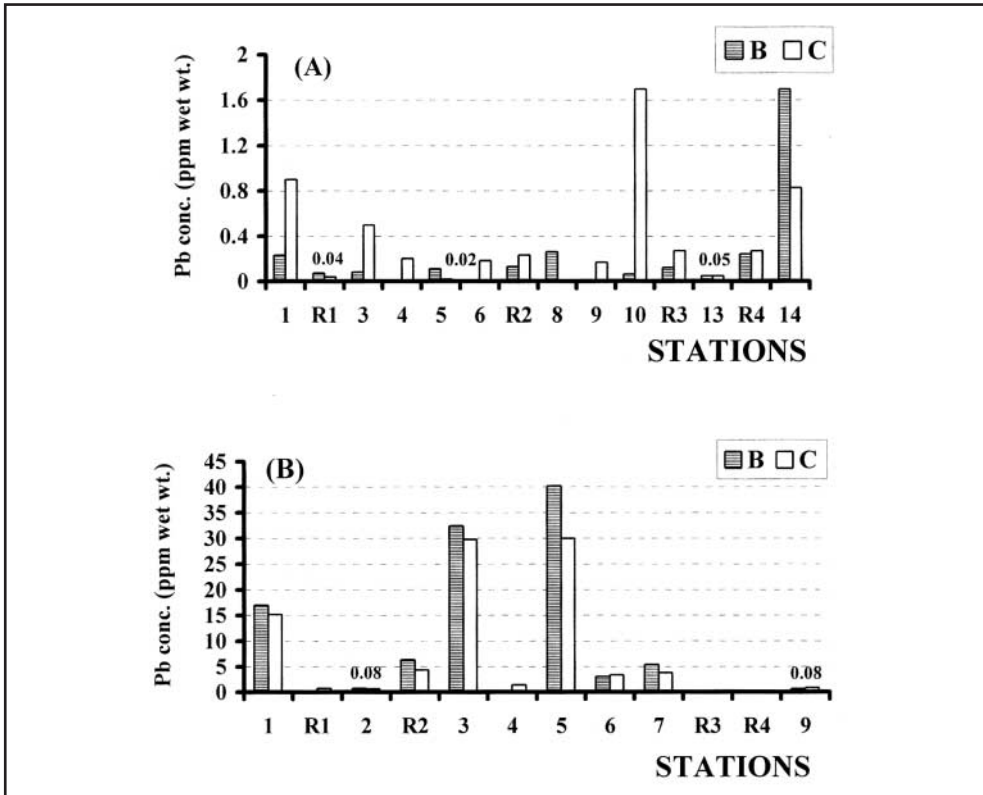 B C
(A)
Pb conc. (ppm wet wt.)
2
1.6
1.2
0.8
0.4
0
0.04 0.02 0.05
1 R1 3 4 5 6 R2 8 9 10 R3 13 R4 14
STATIONS
B C
(B)
Pb conc. (ppm wet wt.)
45
40
35
30
25
20
15
10
5
0
0.08 0.08
1 R1 2 R2 3 4 5 6 7 R3 R4 9
STATIONS